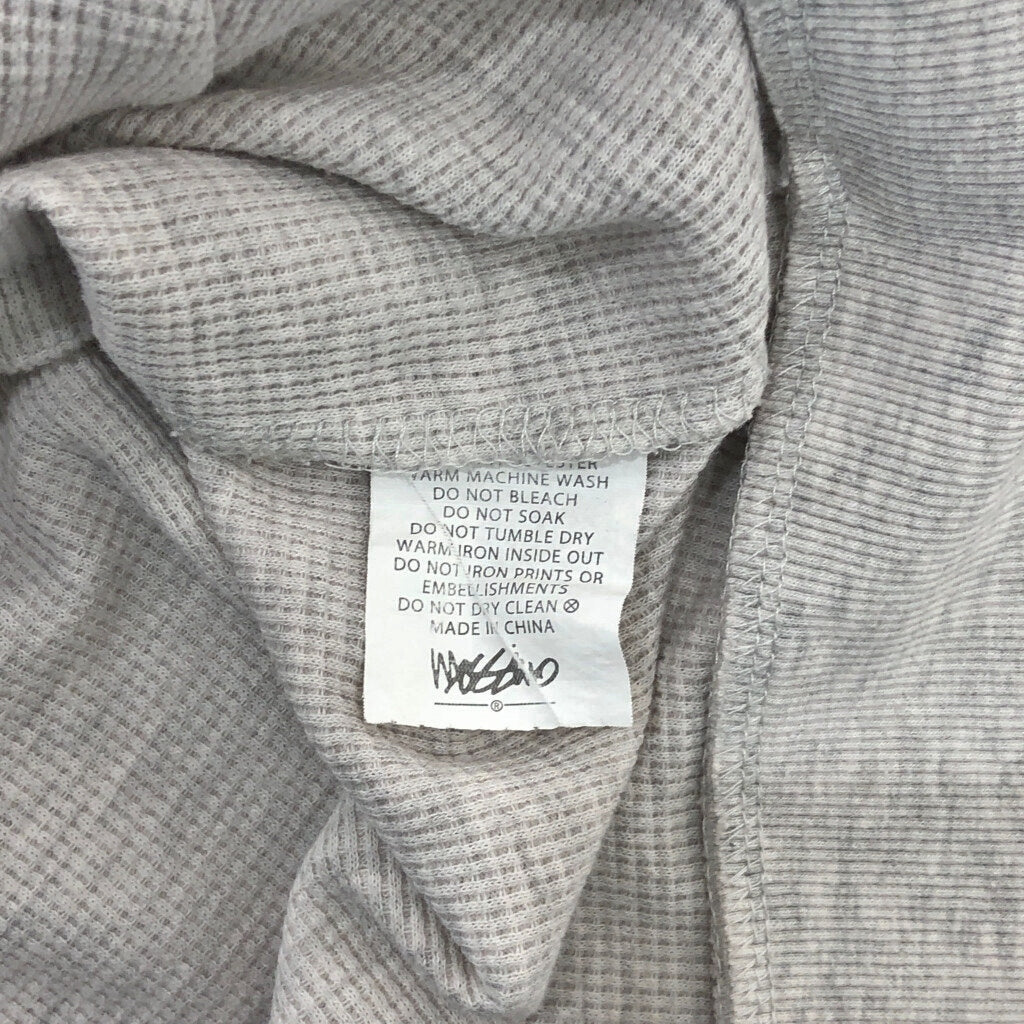 WARM MACHINE WASH
DO NOT BLEACH
DO NOT SOAK
DO NOT TUMBLE DRY
WARM IRON INSIDE OUT
DO NOT IRON PRINTS OR
EMBELLISHMENTS
DO NOT DRY CLEAN
MADE IN CHINA
Mossimo
®